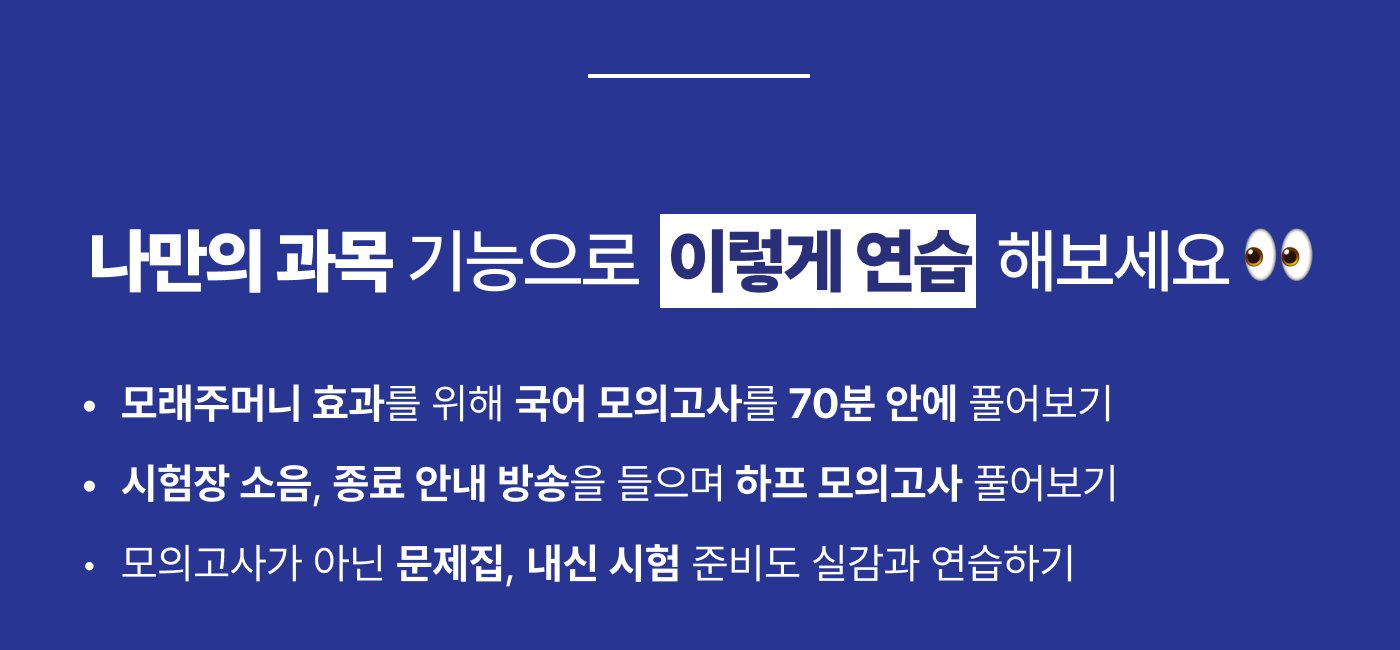 나만의 과목 기능으로 이렇게 연습 해보세요 👀
• 모래주머니 효과를 위해 국어 모의고사를 70분 안에 풀어보기
• 시험장 소음, 종료 안내 방송을 들으며 하프 모의고사 풀어보기
• 모의고사가 아닌 문제집, 내신 시험 준비도 실감과 연습하기